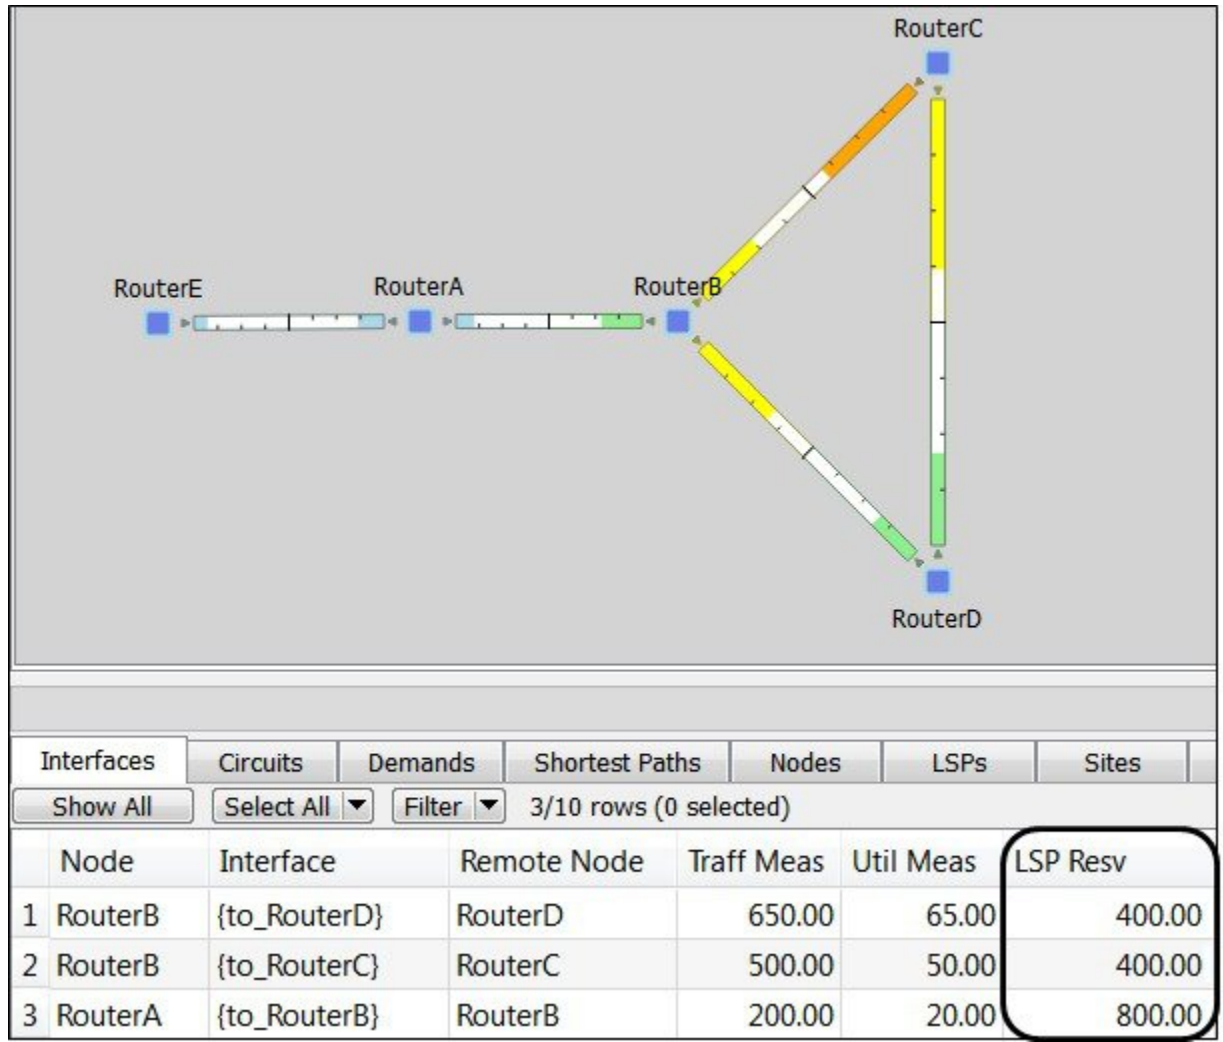 RouterC
RouterE RouterA RouterB
RouterD
Interfaces Circuits Demands Shortest Paths Nodes LSPs Sites
Show All Select All Filter 3/10 rows (0 selected)
Node Interface Remote Node Traff Meas Util Meas LSP Resv
1 RouterB {to_RouterD} RouterD 650.00 65.00 400.00
2 RouterB {to_RouterC} RouterC 500.00 50.00 400.00
3 RouterA {to_RouterB} RouterB 200.00 20.00 800.00